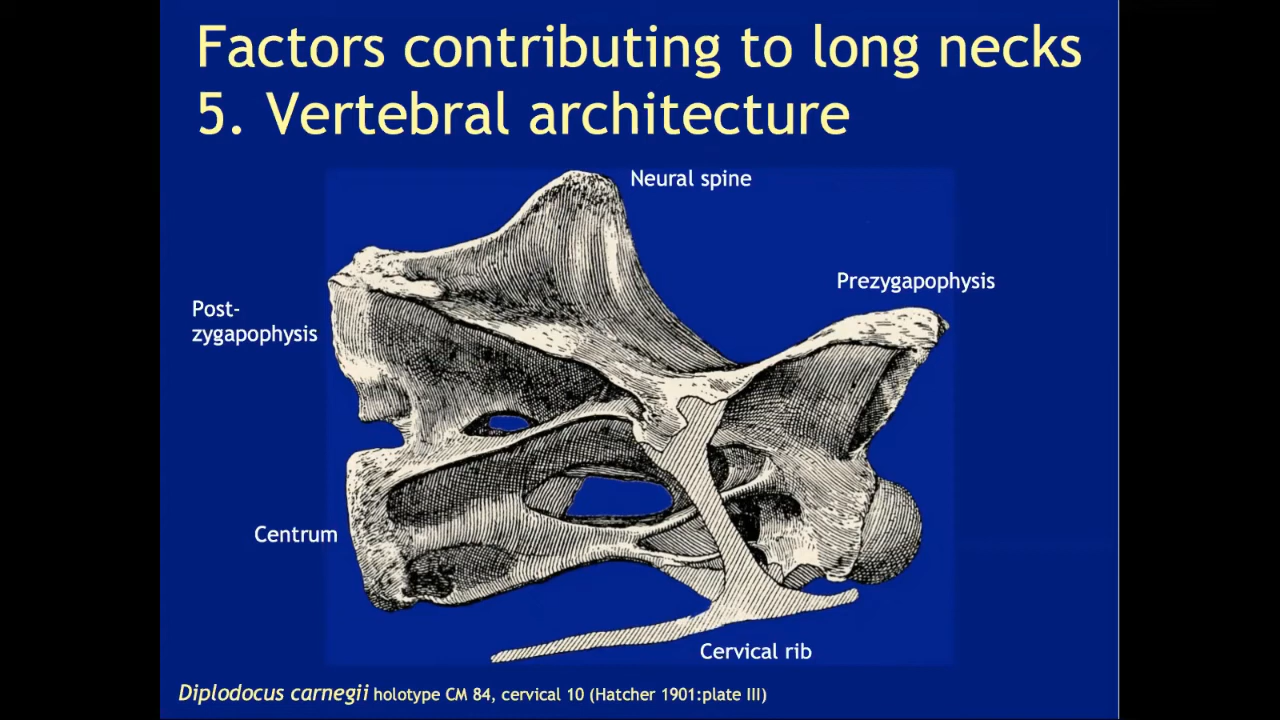 Factors contributing to long necks
5. Vertebral architecture
Neural spine
Prezygapophysis
Post-
zygapophysis
Centrum
Cervical rib
Diplodocus carnegii holotype CM 84, cervical 10 (Hatcher 1901:plate III)